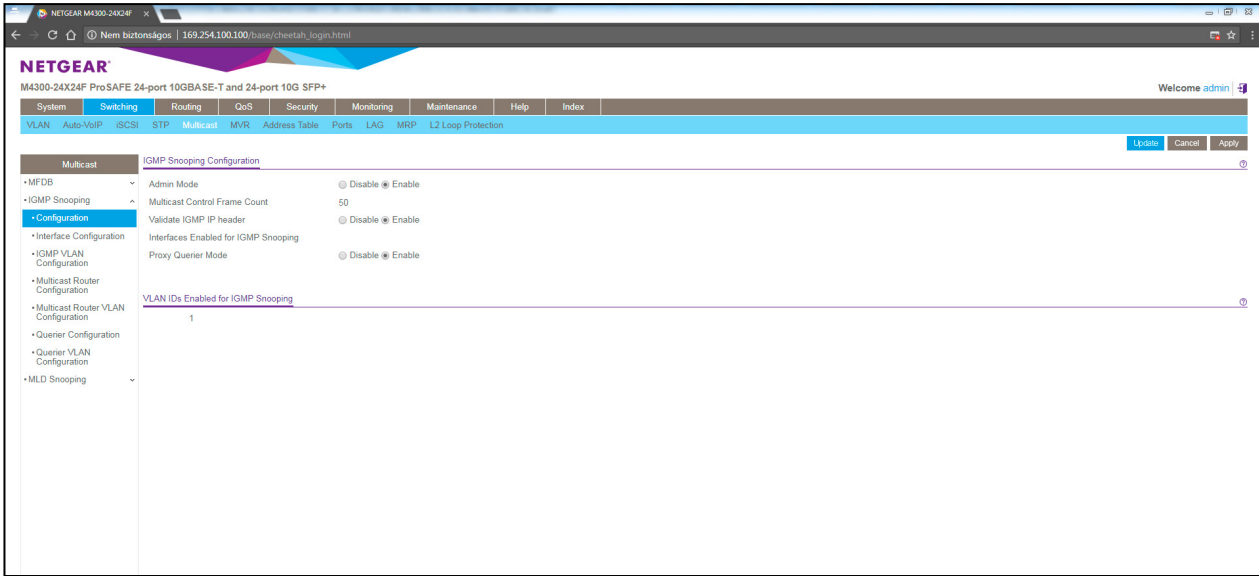 NETGEAR M4300-24X24F
Nem biztonságos | 169.254.100.100/base/cheetah_login.html
NETGEAR®
M4300-24X24F ProSAFE 24-port 10GBASE-T and 24-port 10G SFP+
Welcome admin
System Switching Routing QoS Security Monitoring Maintenance Help Index
VLAN Auto-VoIP iSCSI STP Multicast MVR Address Table Ports LAG MRP L2 Loop Protection
Update Cancel Apply
Multicast
MFDB
IGMP Snooping
Configuration
Interface Configuration
IGMP VLAN
Configuration
Multicast Router
Configuration
Multicast Router VLAN
Configuration
Querier Configuration
Querier VLAN
Configuration
MLD Snooping
IGMP Snooping Configuration
Admin Mode Disable Enable
Multicast Control Frame Count 50
Validate IGMP IP header Disable Enable
Interfaces Enabled for IGMP Snooping
Proxy Querier Mode Disable Enable
VLAN IDs Enabled for IGMP Snooping
1